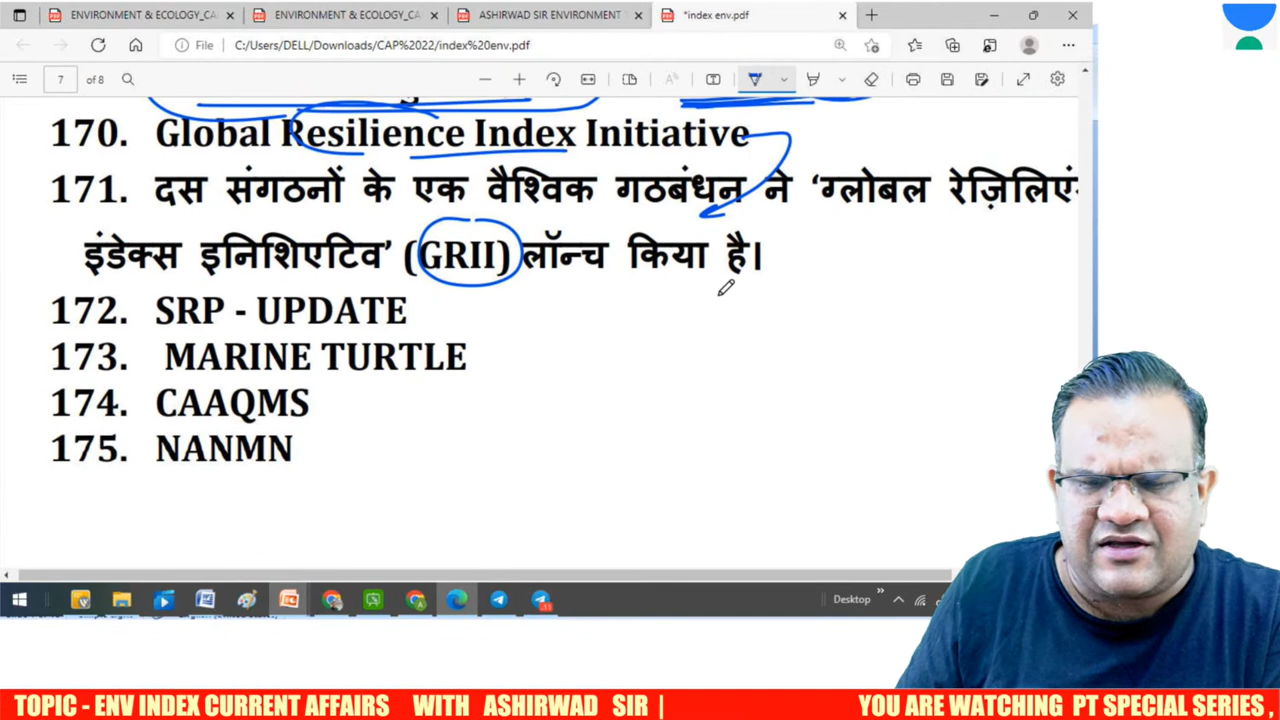 ENVIRONMENT & ECOLOGY_CA
ENVIRONMENT & ECOLOGY_CA
ASHIRWAD SIR ENVIRONMENT
*index env.pdf
File
C:/Users/DELL/Downloads/CAP%2022/index%20env.pdf
7 of 8
170. Global Resilience Index Initiative
171. दस संगठनों के एक वैश्विक गठबंधन ने ‘ग्लोबल
इंडेक्स इनिशिएटिव’ (GRII) लॉन्च किया है।
172. SRP - UPDATE
173. MARINE TURTLE
174. CAAQMS
175. NANMN
Desktop
TOPIC - ENV INDEX CURRENT AFFAIRS WITH ASHIRWAD SIR | YOU ARE WATCHING PT SPECIAL SERIES ,